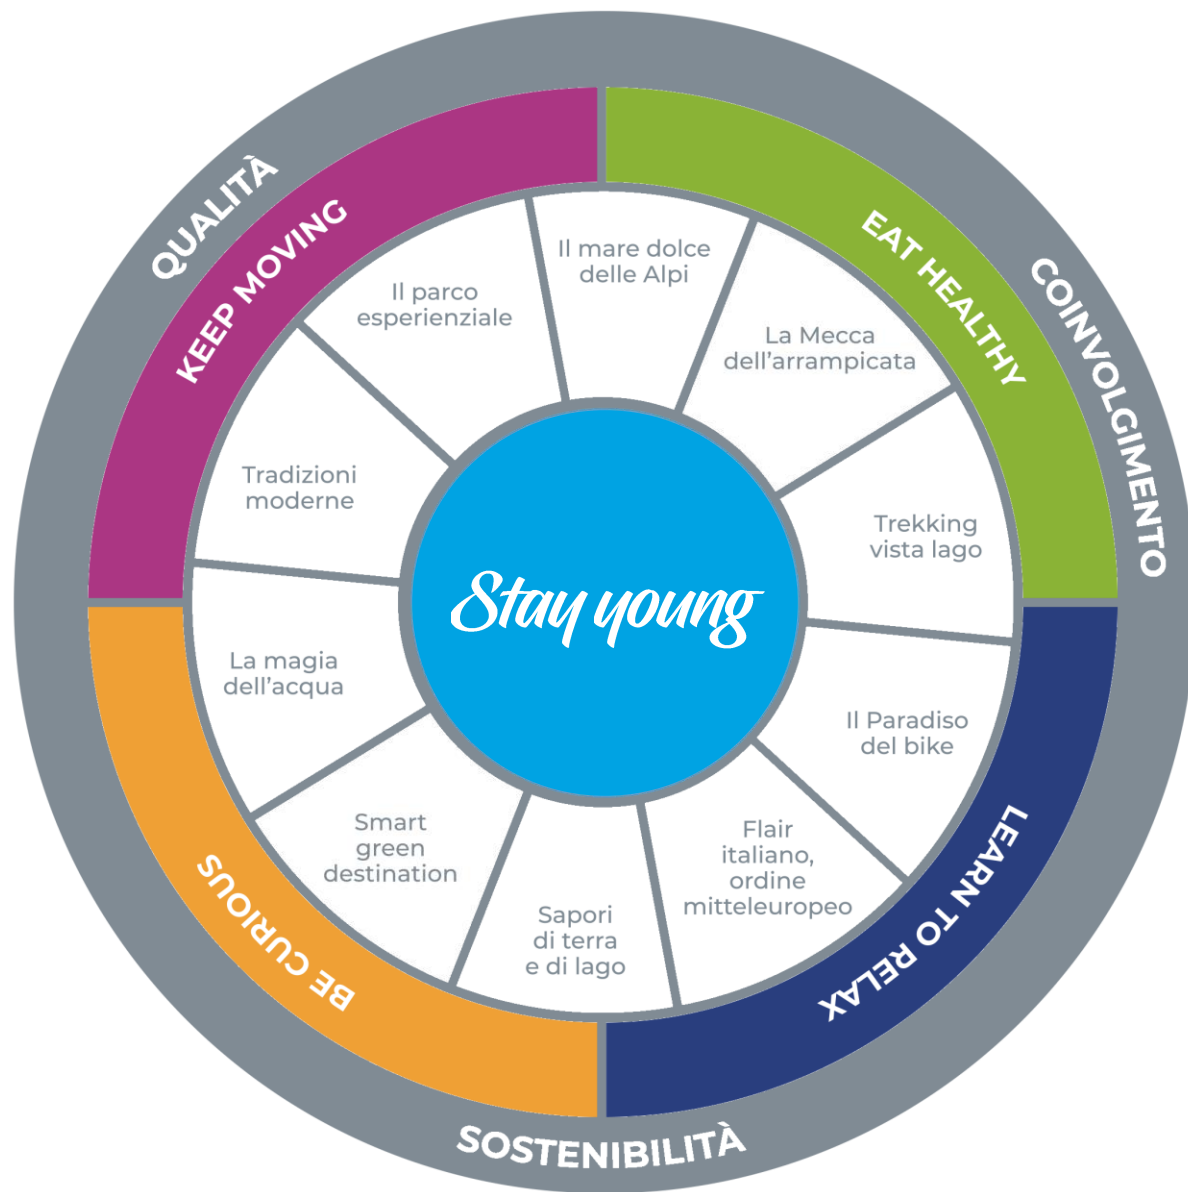 QUALITÀ
COINVOLGIMENTO
SOSTENIBILITÀ
KEEP MOVING
EAT HEALTHY
LEARN TO RELAX
BE CURIOUS
Il mare dolce
delle Alpi
La Mecca
dell’arrampicata
Trekking
vista lago
Il Paradiso
del bike
Flair
italiano,
ordine
mitteleuropeo
Sapori
di terra
e di lago
Smart
green
destination
La magia
dell’acqua
Tradizioni
moderne
Il parco
esperienziale
Stay young